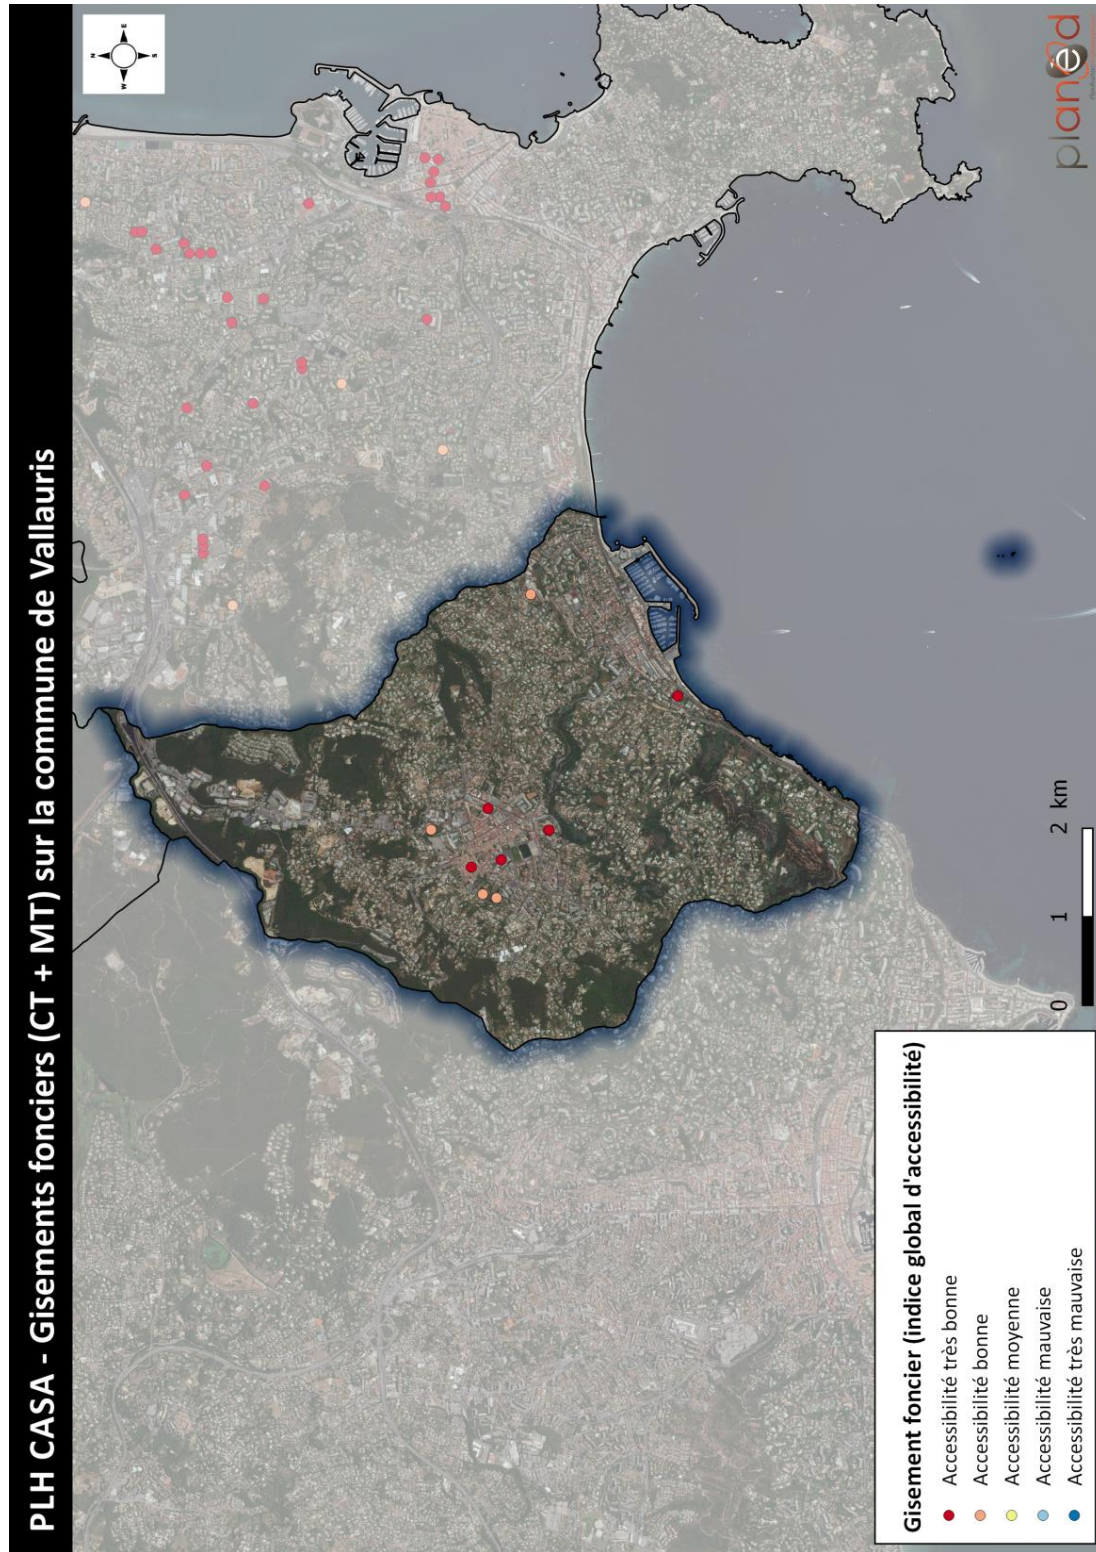 PLH CASA - Gisements fonciers (CT + MT) sur la commune de Vallauris
N
W
E
S
Gisement foncier (indice global d'accessibilité)
Accessibilité très bonne
Accessibilité bonne
Accessibilité moyenne
Accessibilité mauvaise
Accessibilité très mauvaise
0 1 2 km
planed